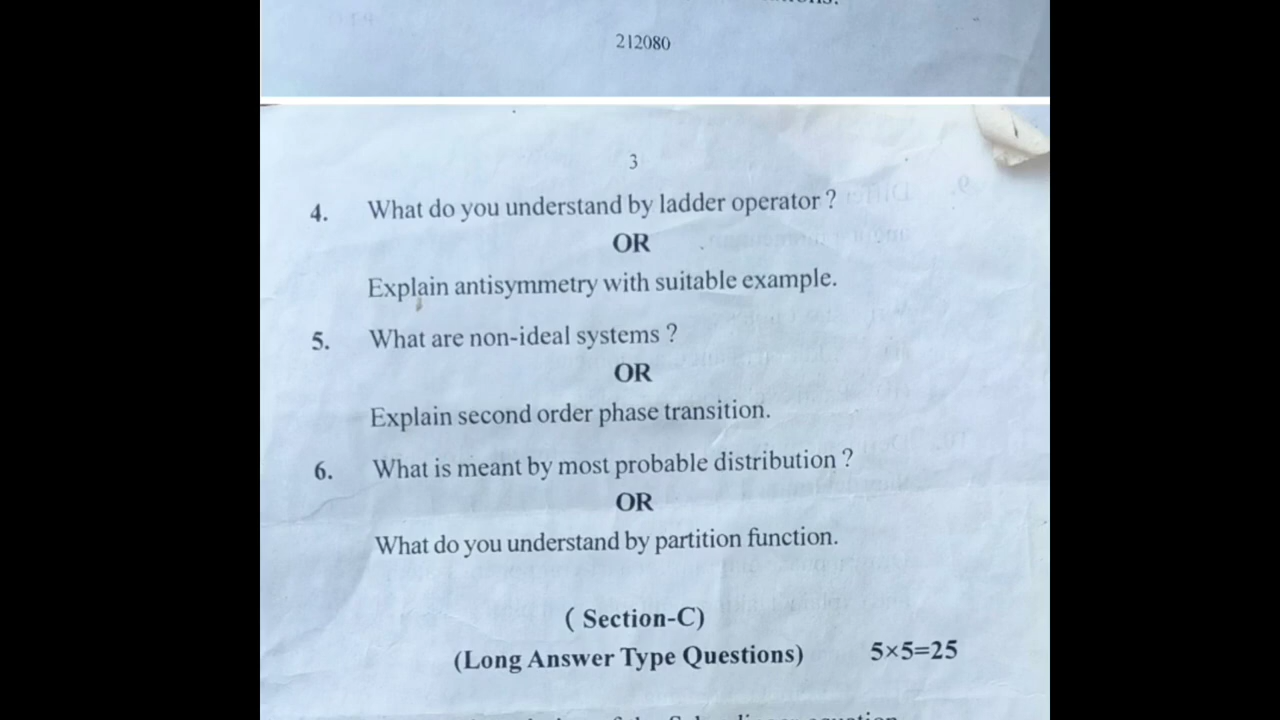 212080
3
4. What do you understand by ladder operator ?
OR
Explain antisymmetry with suitable example.
5. What are non-ideal systems ?
OR
Explain second order phase transition.
6. What is meant by most probable distribution ?
OR
What do you understand by partition function.
( Section-C)
(Long Answer Type Questions) 5×5=25